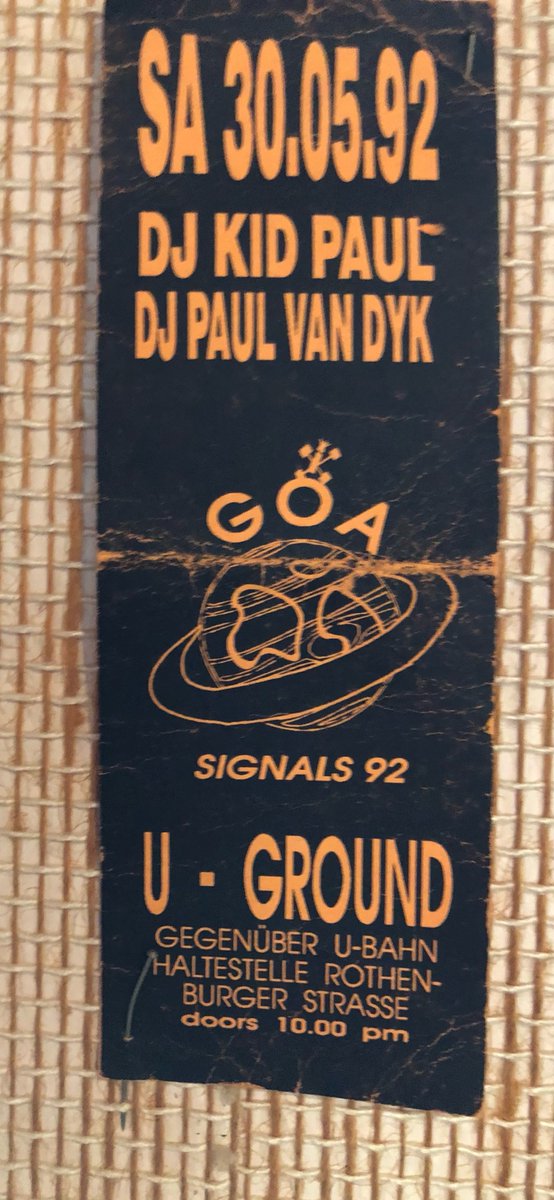 SA 30.05.92
DJ KID PAUL
DJ PAUL VAN DYK
GOA
SIGNALS 92
U - GROUND
GEGENÜBER U-BAHN
HALTESTELLE ROTHEN-
BURGER STRASSE
doors 10.00 pm